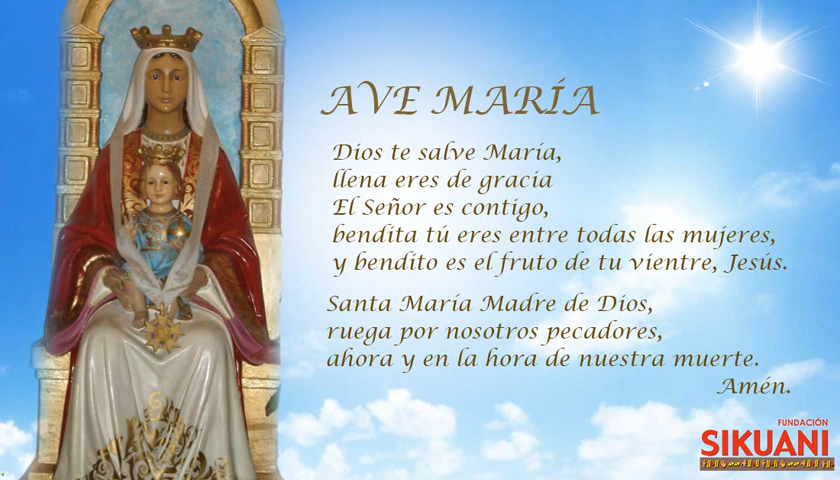 AVE MARÍA
Dios te salve María,
llena eres de gracia
El Señor es contigo,
bendita tú eres entre todas las mujeres,
y bendito es el fruto de tu vientre, Jesús.
Santa María Madre de Dios,
ruega por nosotros pecadores,
ahora y en la hora de nuestra muerte.
Amén.
FUNDACIÓN
SIKUANI